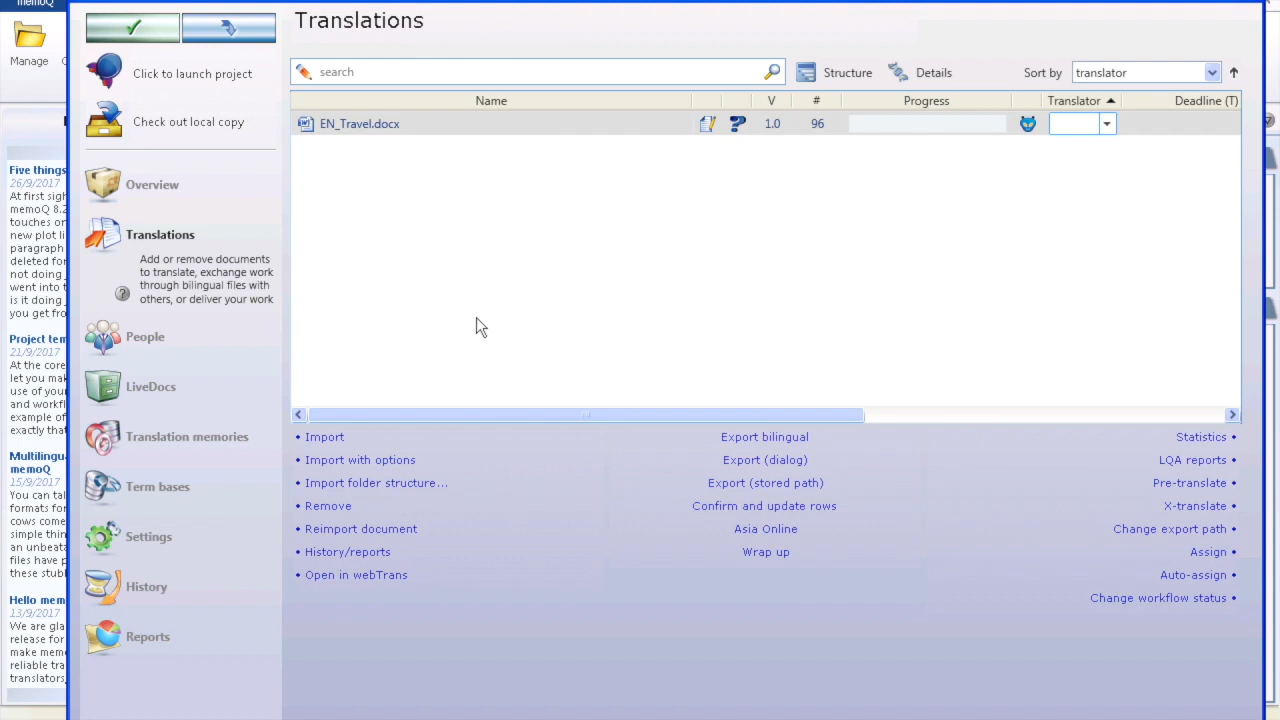 memoQ
Manage
Five things
26/9/2017
At first sigh
memoQ 8.2
touches on
new plot li
paragraph
deleted for
not doing
went into t
is it doing
you get fro
Project tem
21/9/2017
At the core
let you mak
use of your
and workfl
example of
exactly that
Multilingua
memoQ
15/9/2017
You can tal
formats for
cows come
simple thin
an unbeata
files have p
these stubl
Hello mem
13/9/2017
We are gla
release for
make mem
reliable tra
translators,
Click to launch project
Check out local copy
Overview
Translations
Add or remove documents
to translate, exchange work
through bilingual files with
others, or deliver your work
People
LiveDocs
Translation memories
Term bases
Settings
History
Reports
Translations
search
Structure
Details
Sort by
translator
Name V # Progress Translator Deadline (T)
EN_Travel.docx 1.0 96
• Import
• Import with options
• Import folder structure...
• Remove
• Reimport document
• History/reports
• Open in webTrans
Export bilingual
Export (dialog)
Export (stored path)
Confirm and update rows
Asia Online
Wrap up
Statistics •
LQA reports •
Pre-translate •
X-translate •
Change export path •
Assign •
Auto-assign •
Change workflow status •